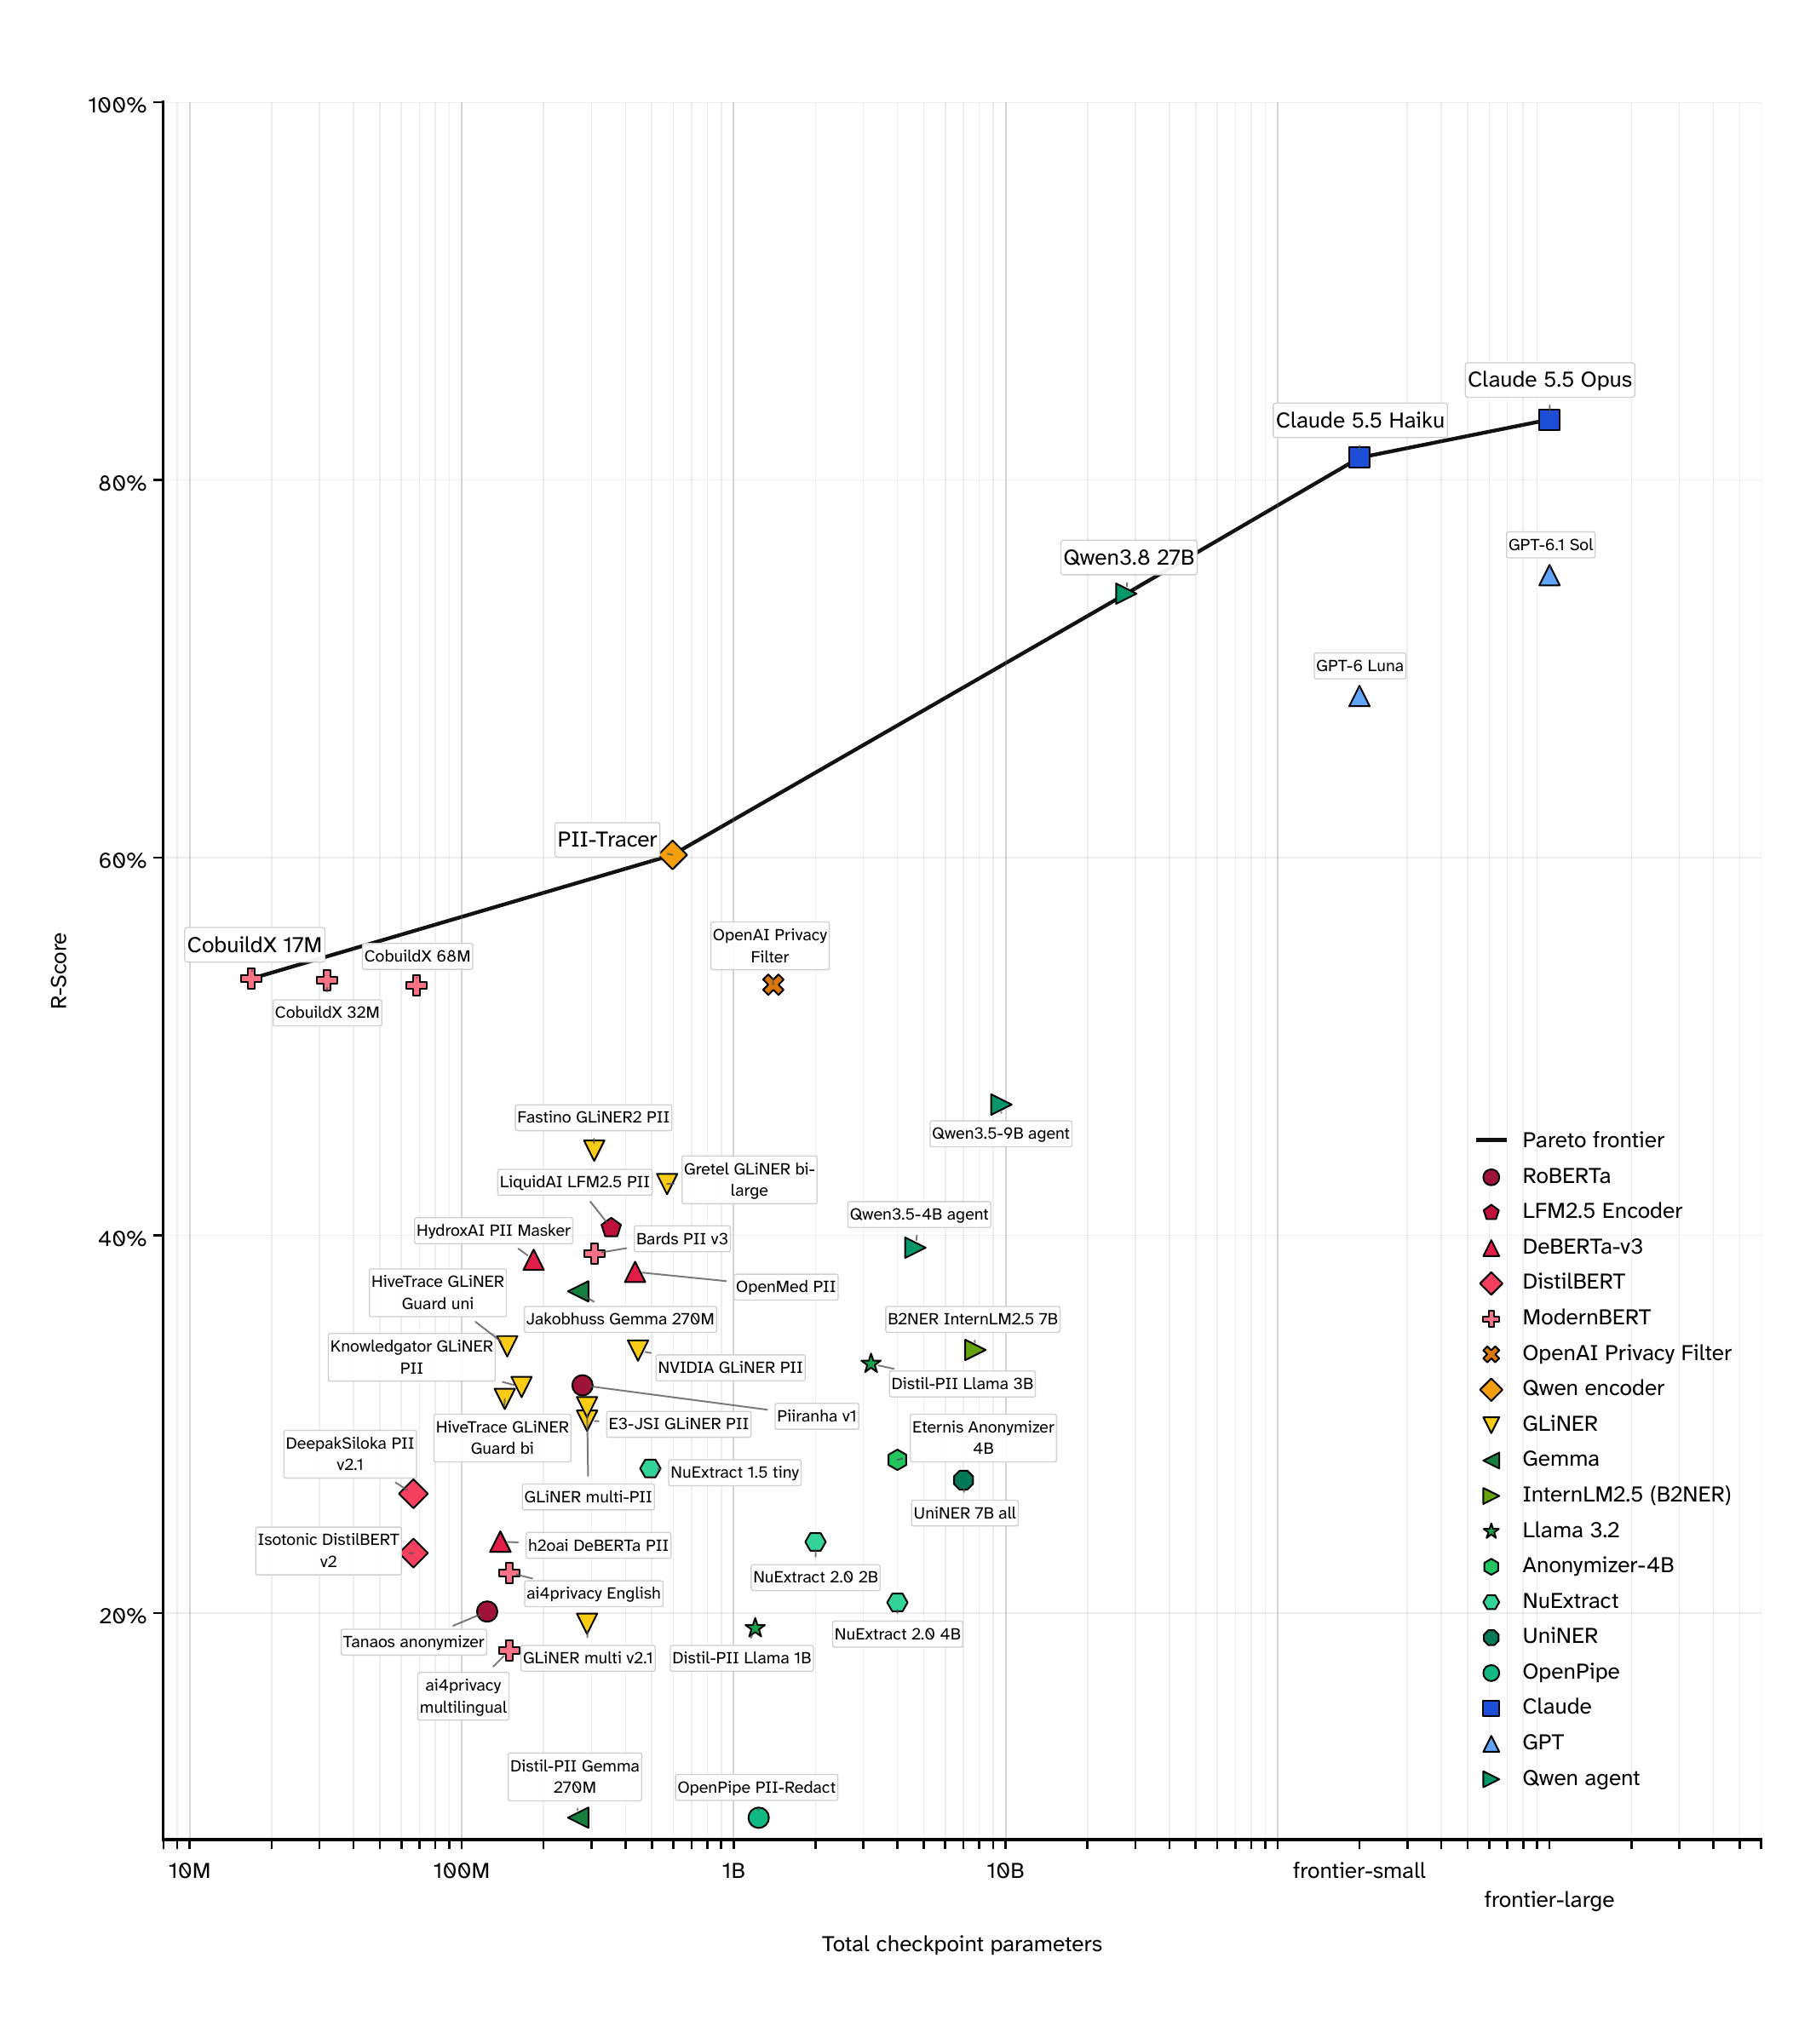 100%
80%
60%
40%
20%
R-Score
Claude 5.5 Opus
Claude 5.5 Haiku
GPT-6.1 Sol
Qwen3.8 27B
GPT-6 Luna
PII-Tracer
CobuildX 17M
CobuildX 68M
CobuildX 32M
OpenAI Privacy
Filter
Qwen3.5-9B agent
Fastino GLiNER2 PII
Gretel GLiNER bi-
large
LiquidAI LFM2.5 PII
Qwen3.5-4B agent
HydroxAI PII Masker
Bards PII v3
OpenMed PII
HiveTrace GLiNER
Guard uni
Jakobhuss Gemma 270M
B2NER InternLM2.5 7B
Knowledgator GLiNER
PII
NVIDIA GLiNER PII
Distil-PII Llama 3B
Piiranha v1
HiveTrace GLiNER
Guard bi
E3-JSI GLiNER PII
Eternis Anonymizer
4B
DeepakSiloka PII
v2.1
NuExtract 1.5 tiny
GLiNER multi-PII
UniNER 7B all
Isotonic DistilBERT
v2
h2oai DeBERTa PII
NuExtract 2.0 2B
ai4privacy English
NuExtract 2.0 4B
Tanaos anonymizer
GLiNER multi v2.1
Distil-PII Llama 1B
ai4privacy
multilingual
Distil-PII Gemma
270M
OpenPipe PII-Redact
Pareto frontier
RoBERTa
LFM2.5 Encoder
DeBERTa-v3
DistilBERT
ModernBERT
OpenAI Privacy Filter
Qwen encoder
GLiNER
Gemma
InternLM2.5 (B2NER)
Llama 3.2
Anonymizer-4B
NuExtract
UniNER
OpenPipe
Claude
GPT
Qwen agent
10M
100M
1B
10B
frontier-small
frontier-large
Total checkpoint parameters